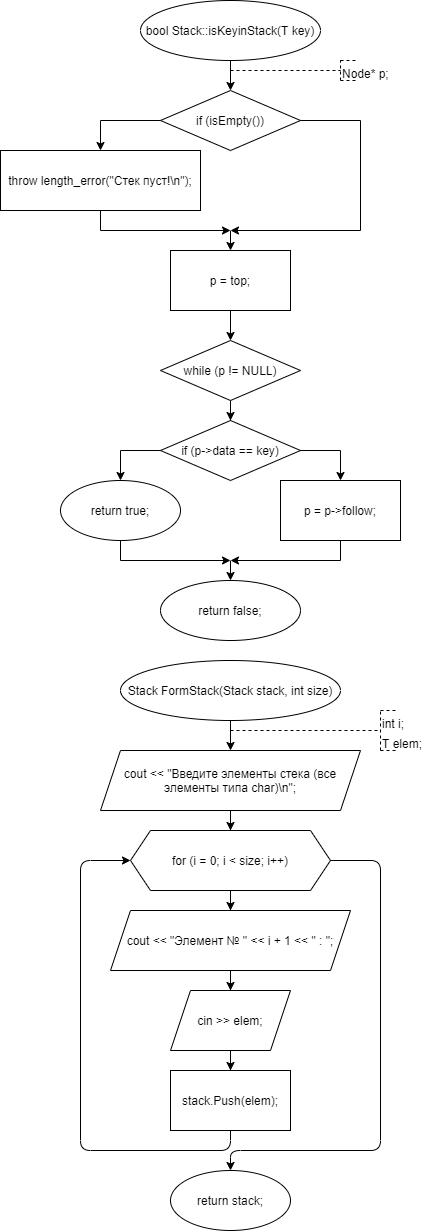 bool Stack::isKeyinStack(T key)
Node* p;
if (isEmpty())
throw length_error("Стек пуст!\n");
p = top;
while (p != NULL)
if (p->data == key)
return true;
p = p->follow;
return false;
Stack FormStack(Stack stack, int size)
int i;
T elem;
cout << "Введите элементы стека (все
элементы типа char)\n";
for (i = 0; i < size; i++)
cout << "Элемент № " << i + 1 << " : ";
cin >> elem;
stack.Push(elem);
return stack;